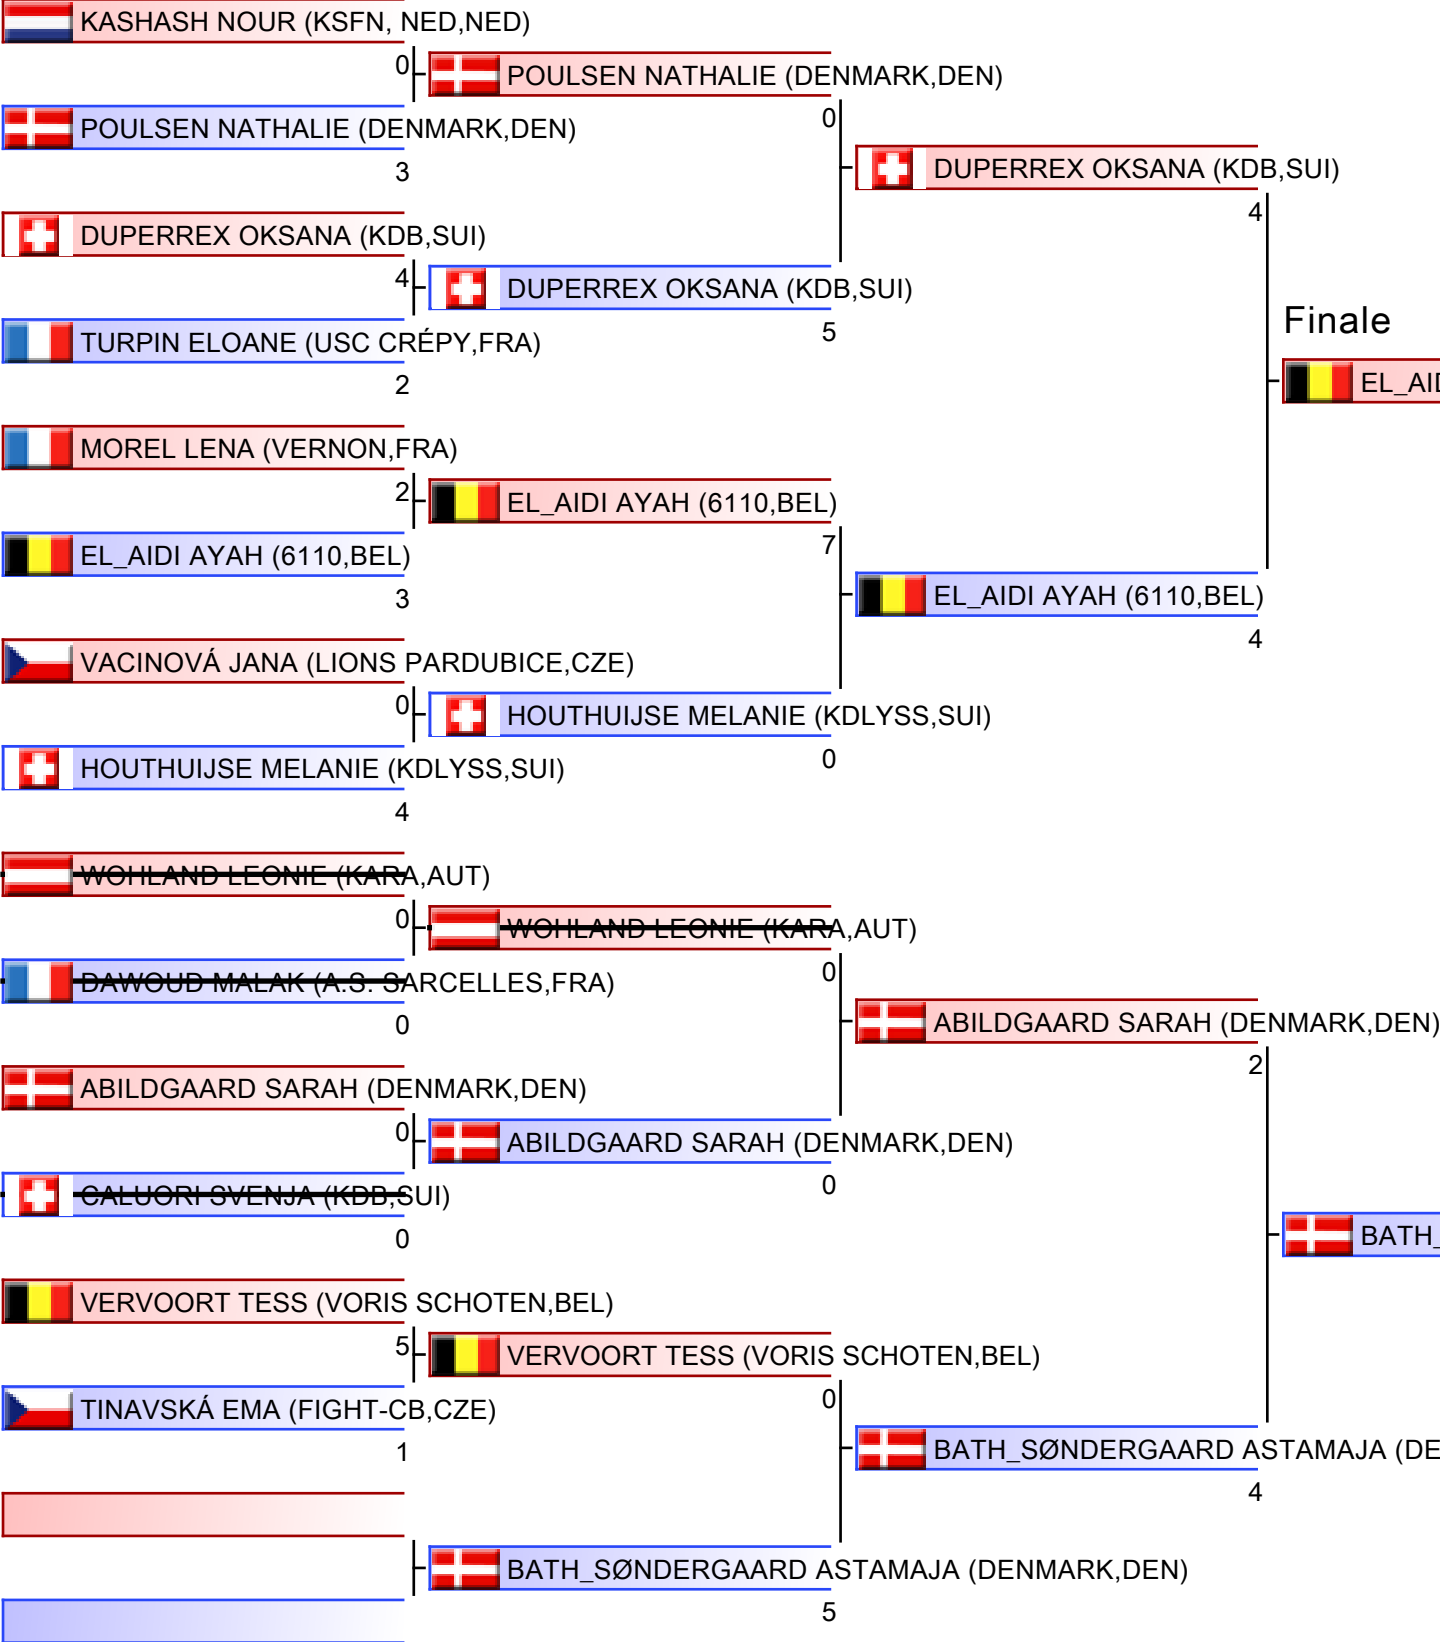 KASHASH NOUR (KSFN, NED,NED)
0
POULSEN NATHALIE (DENMARK,DEN)
POULSEN NATHALIE (DENMARK,DEN)
0
3
DUPERREX OKSANA (KDB,SUI)
4
DUPERREX OKSANA (KDB,SUI)
4
DUPERREX OKSANA (KDB,SUI)
5
TURPIN ELOANE (USC CRÉPY,FRA)
2
Finale
EL_AI
MOREL LENA (VERNON,FRA)
2
EL_AIDI AYAH (6110,BEL)
7
EL_AIDI AYAH (6110,BEL)
3
EL_AIDI AYAH (6110,BEL)
4
VACINOVÁ JANA (LIONS PARDUBICE,CZE)
0
HOUTHUIJSE MELANIE (KDLYSS,SUI)
0
HOUTHUIJSE MELANIE (KDLYSS,SUI)
4
WOHLAND LEONIE (KARA,AUT)
0
WOHLAND LEONIE (KARA,AUT)
0
DAWOUD MALAK (A.S. SARCELLES,FRA)
0
ABILDGAARD SARAH (DENMARK,DEN)
2
ABILDGAARD SARAH (DENMARK,DEN)
0
ABILDGAARD SARAH (DENMARK,DEN)
0
CALUORI SVENJA (KDB,SUI)
0
BATH_
VERVOORT TESS (VORIS SCHOTEN,BEL)
5
VERVOORT TESS (VORIS SCHOTEN,BEL)
0
TINAVSKÁ EMA (FIGHT-CB,CZE)
1
BATH_SØNDERGAARD ASTAMAJA (DE
4
BATH_SØNDERGAARD ASTAMAJA (DENMARK,DEN)
5